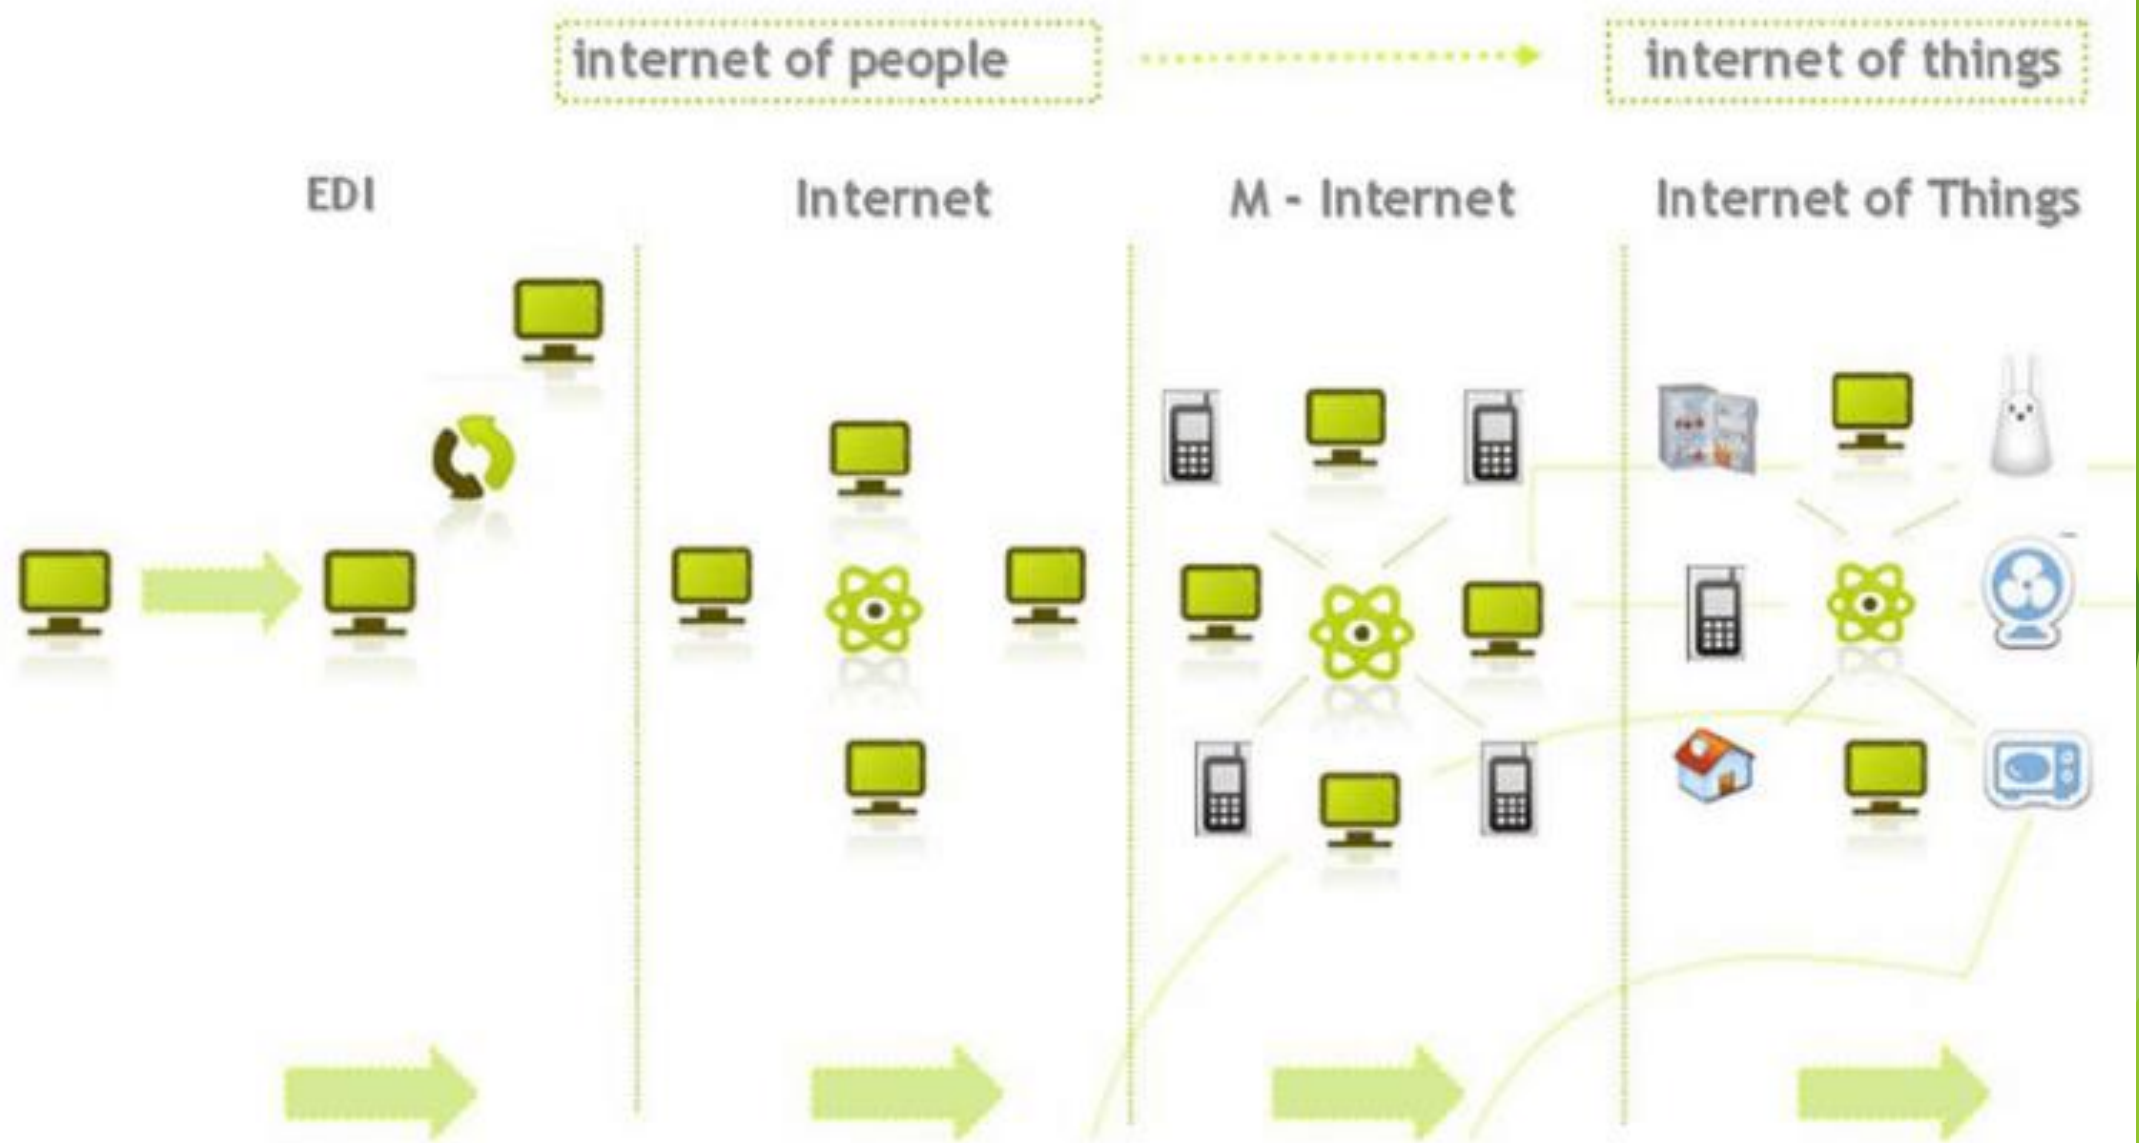 internet of people
internet of things
EDI
Internet
M - Internet
Internet of Things